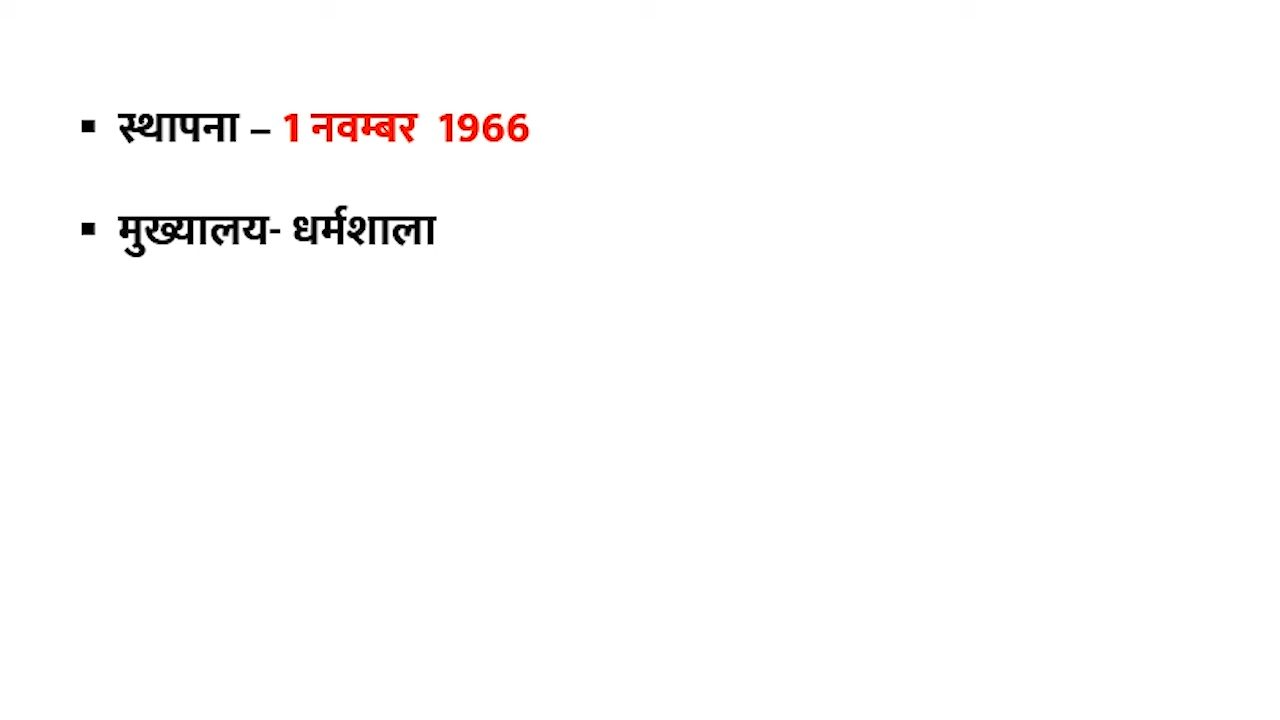 ▪ स्थापना – 1 नवम्बर 1966
▪ मुख्यालय- धर्मशाला